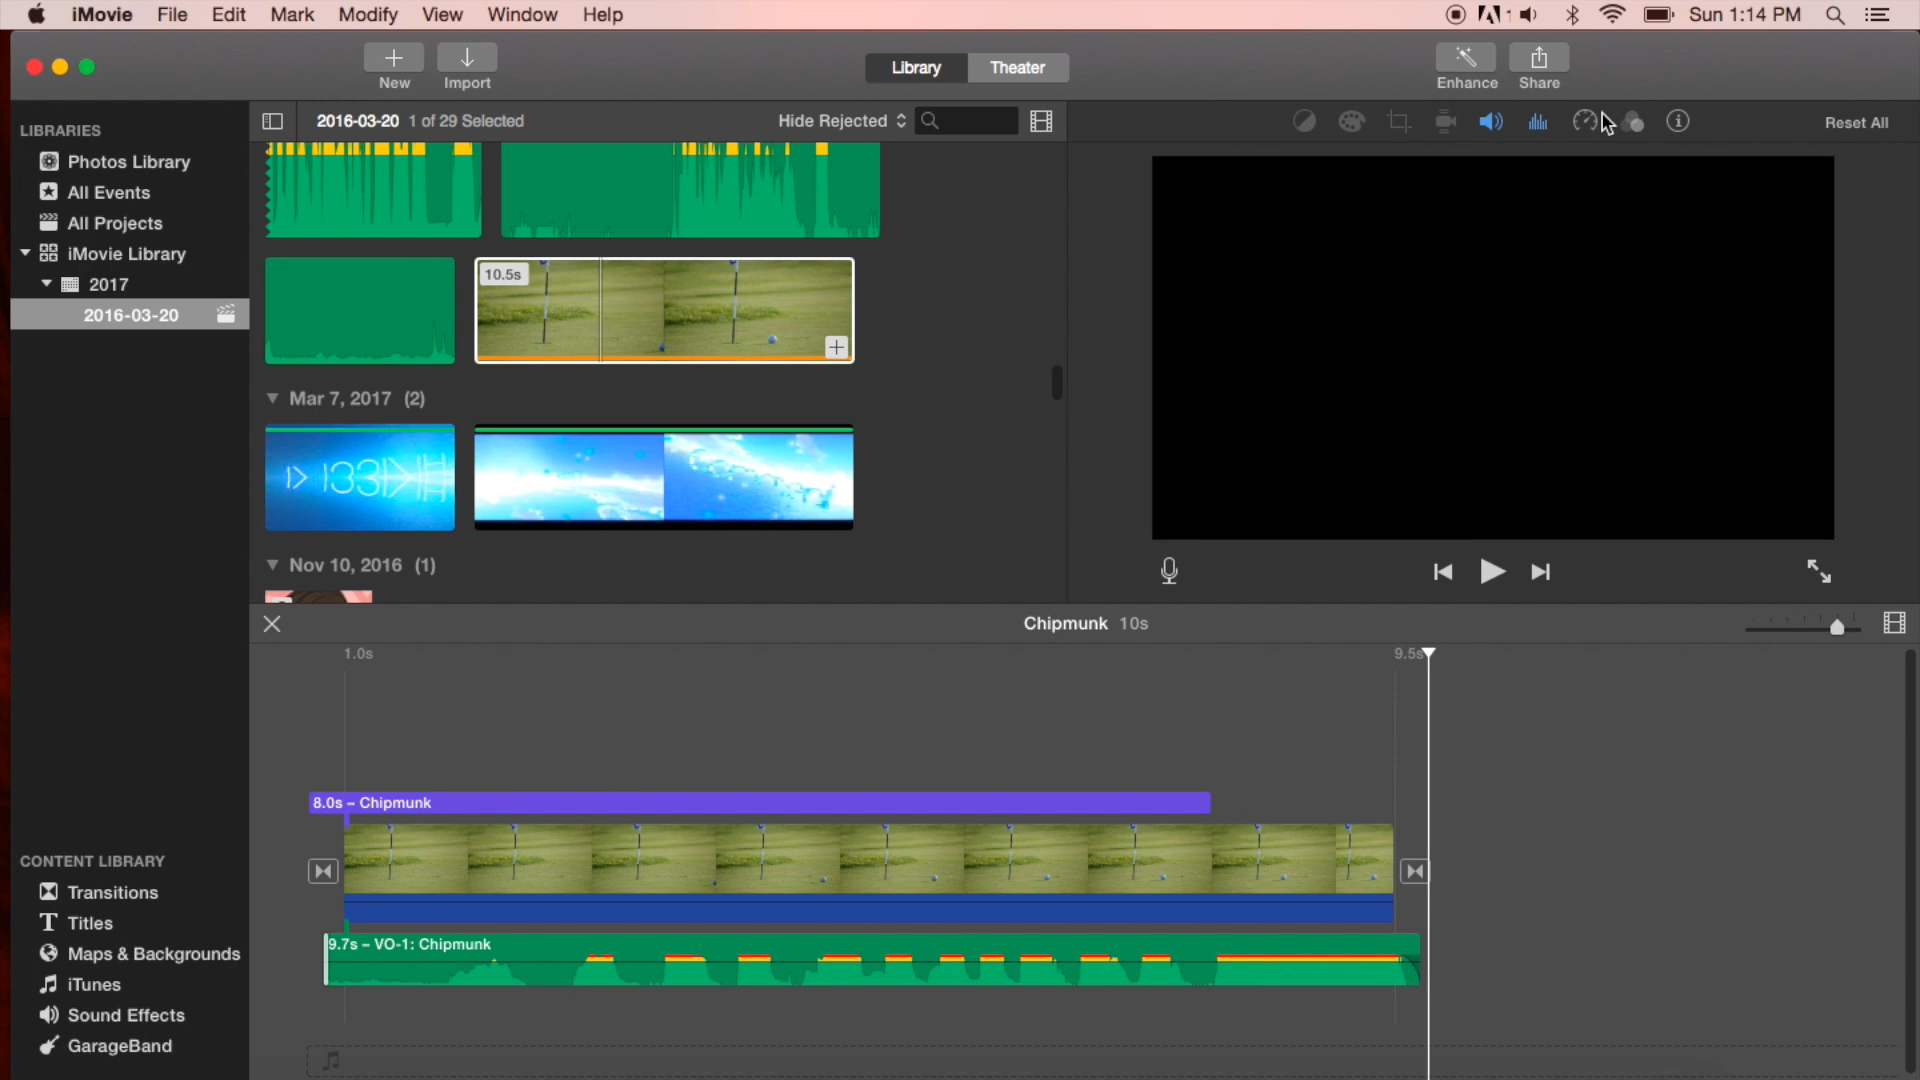 iMovie File Edit Mark Modify View Window Help
1 Sun 1:14 PM
New Import Library Theater Enhance Share
LIBRARIES
Photos Library
All Events
All Projects
iMovie Library
2017
2016-03-20
2016-03-20 1 of 29 Selected Hide Rejected
Reset All
10.5s
Mar 7, 2017 (2)
Nov 10, 2016 (1)
Chipmunk 10s
1.0s 9.5s
8.0s – Chipmunk
9.7s – VO-1: Chipmunk
CONTENT LIBRARY
Transitions
Titles
Maps & Backgrounds
iTunes
Sound Effects
GarageBand